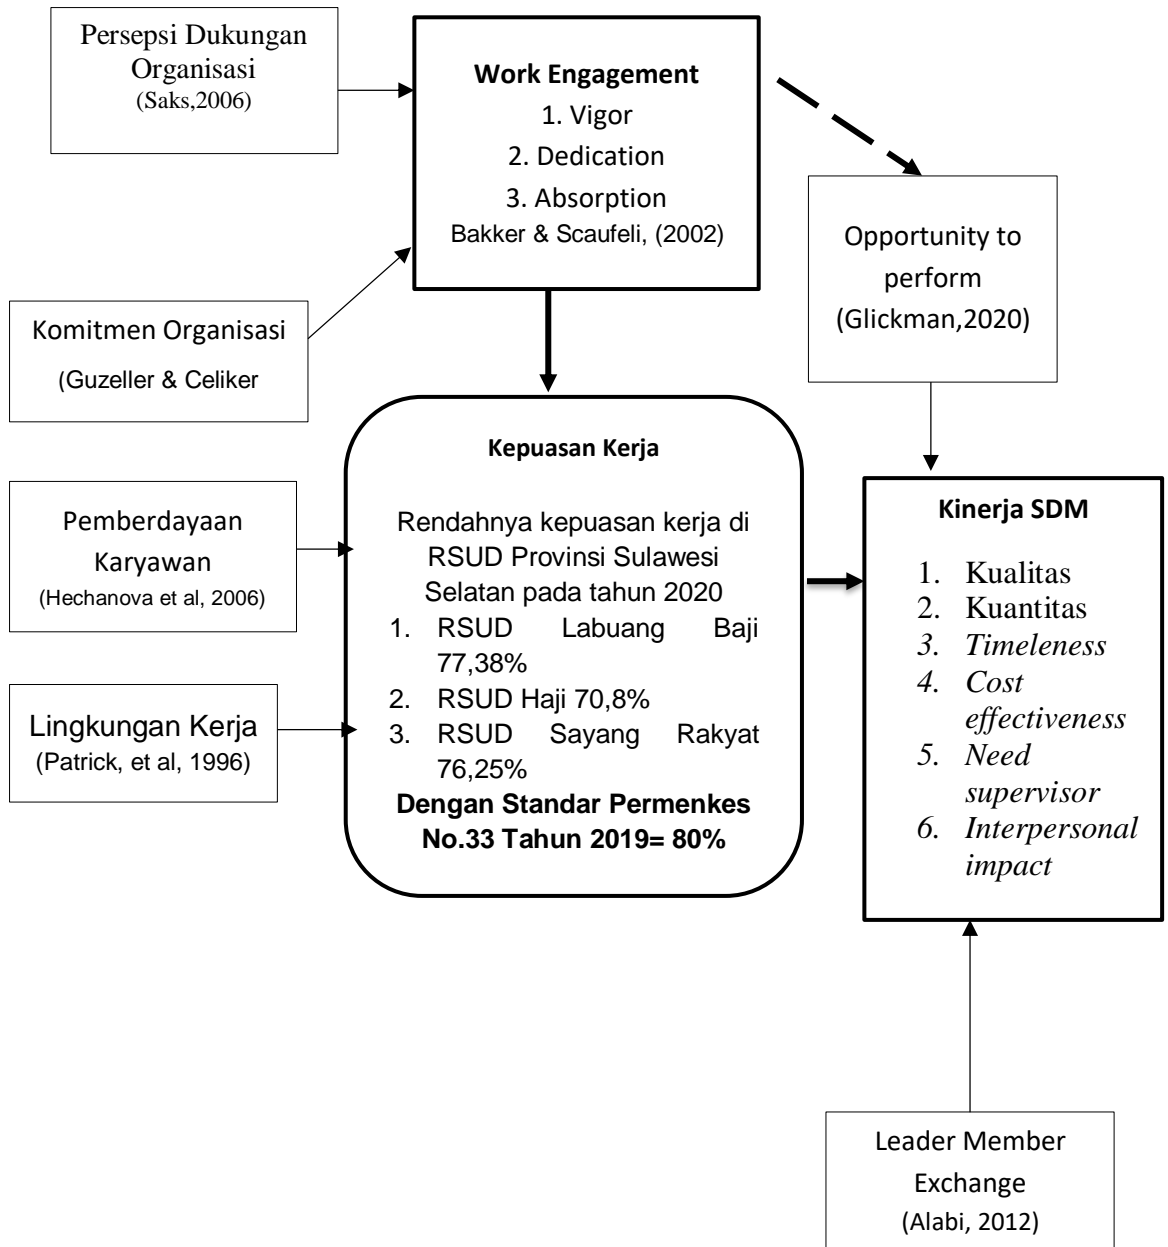 Persepsi Dukungan
Organisasi
(Saks,2006)
Work Engagement
1. Vigor
2. Dedication
3. Absorption
Bakker & Scaufeli, (2002)
Opportunity to
perform
(Glickman,2020)
Komitmen Organisasi
(Guzeller & Celiker
Kepuasan Kerja
Rendahnya kepuasan kerja di
RSUD Provinsi Sulawesi
Selatan pada tahun 2020
1. RSUD Labuang Baji
77,38%
2. RSUD Haji 70,8%
3. RSUD Sayang Rakyat
76,25%
Dengan Standar Permenkes
No.33 Tahun 2019= 80%
Pemberdayaan
Karyawan
(Hechanova et al, 2006)
Lingkungan Kerja
(Patrick, et al, 1996)
Kinerja SDM
1. Kualitas
2. Kuantitas
3. Timeleness
4. Cost
effectiveness
5. Need
supervisor
6. Interpersonal
impact
Leader Member
Exchange
(Alabi, 2012)